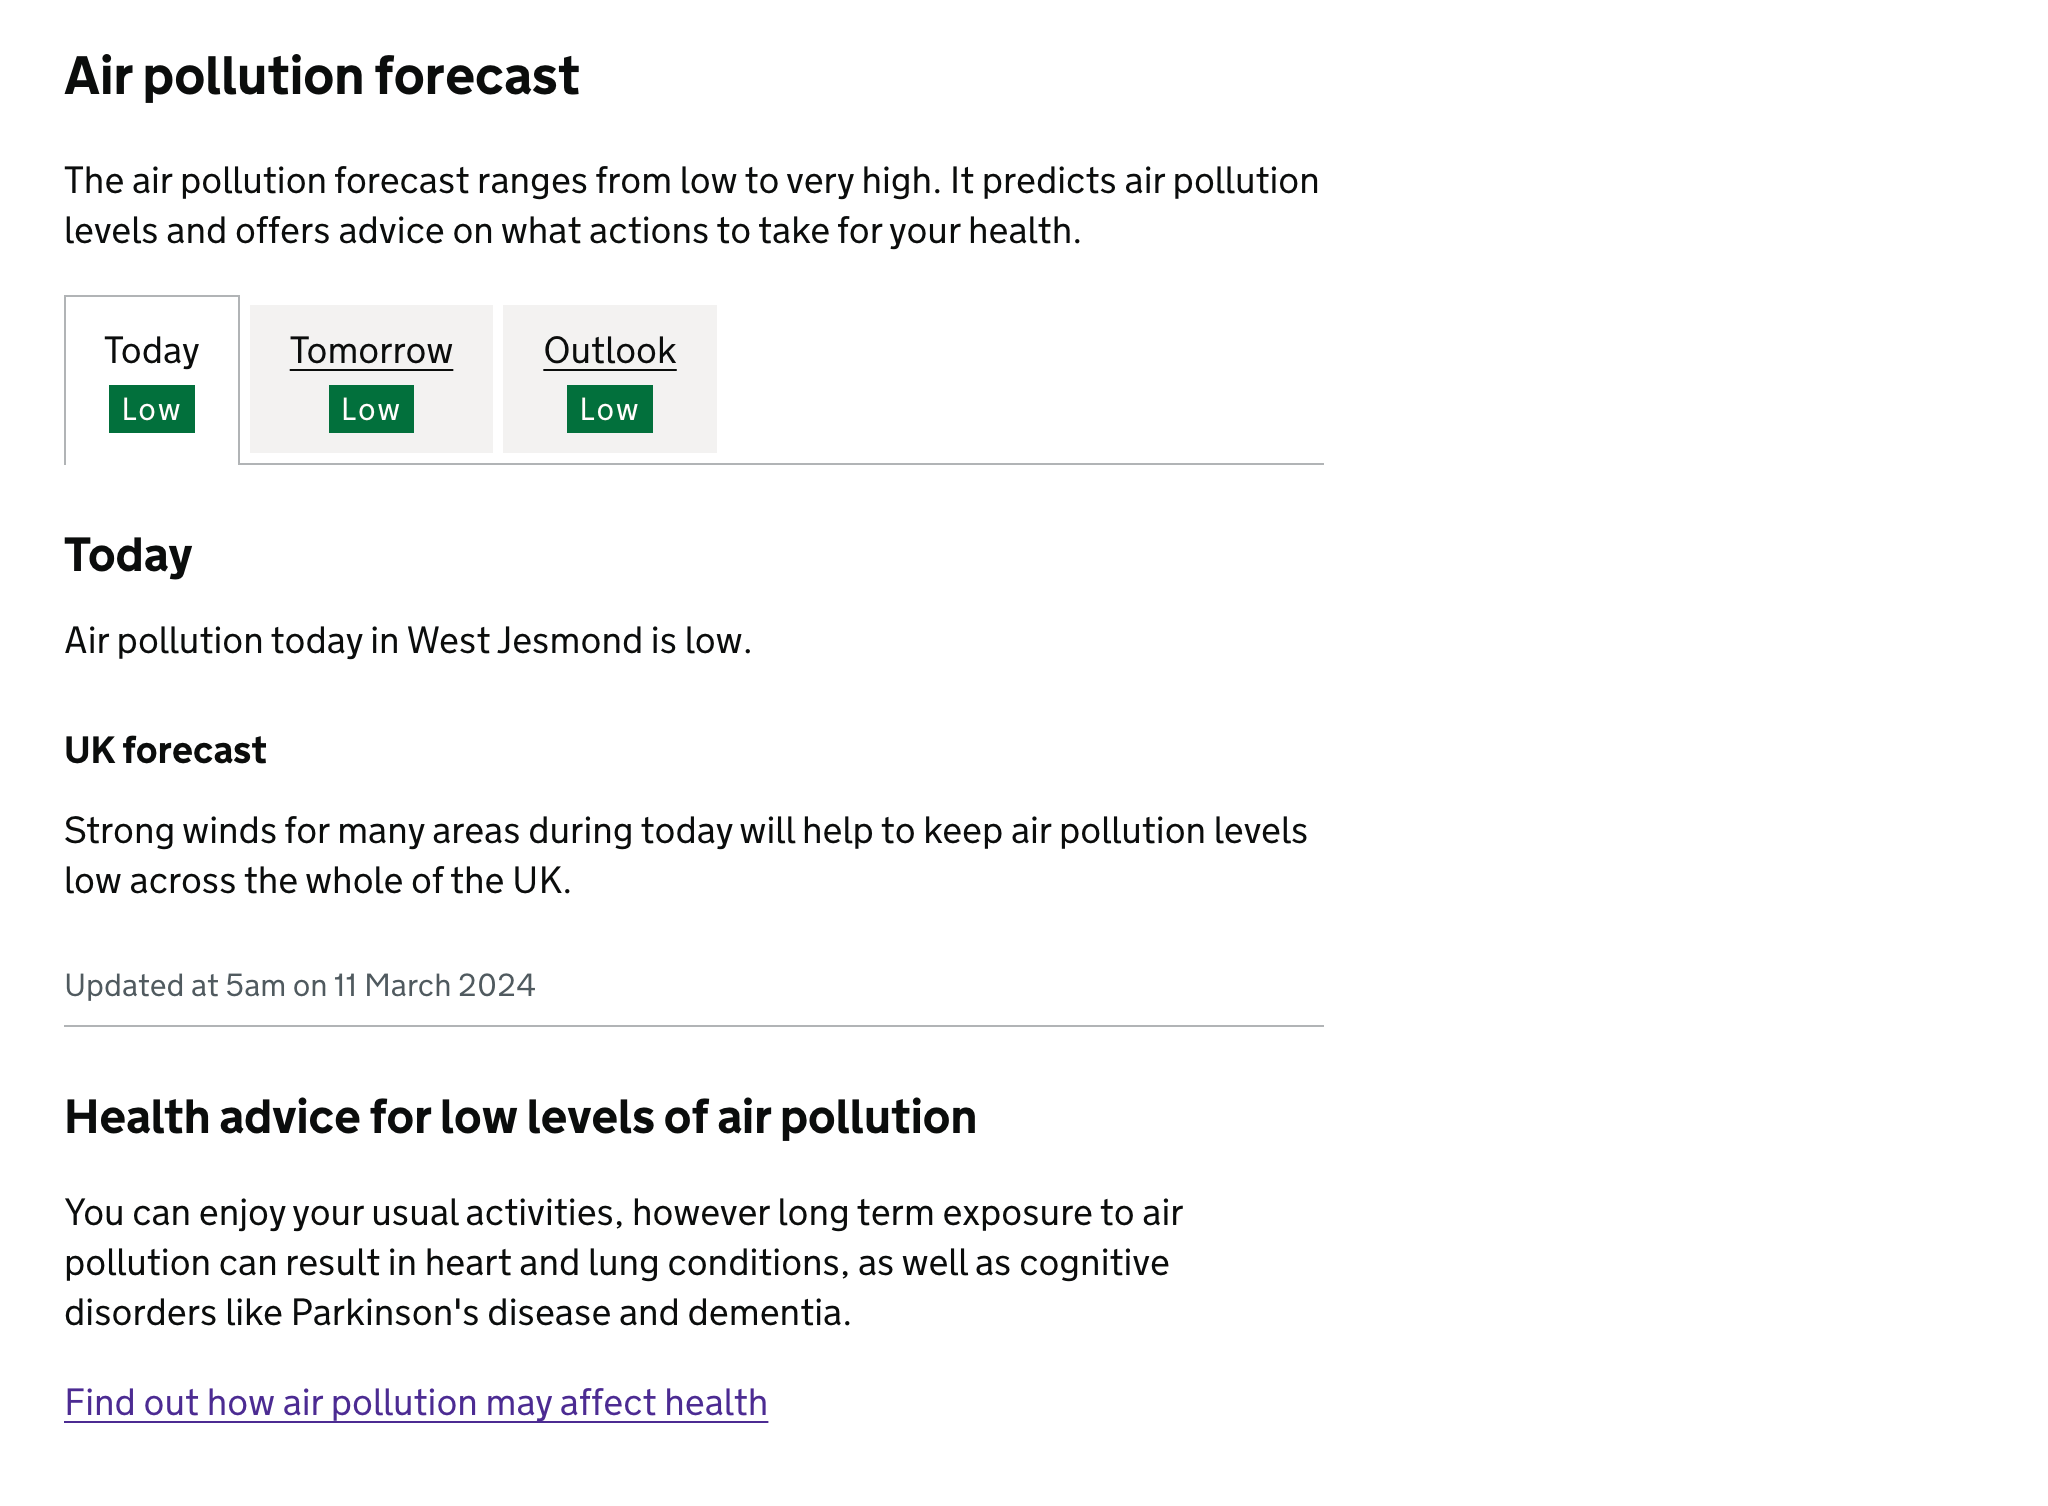 Air pollution forecast
The air pollution forecast ranges from low to very high. It predicts air pollution
levels and offers advice on what actions to take for your health.
Today
Tomorrow
Outlook
Low
Low
Low
Today
Air pollution today in West Jesmond is low.
UK forecast
Strong winds for many areas during today will help to keep air pollution levels
low across the whole of the UK.
Updated at 5am on 11 March 2024
Health advice for low levels of air pollution
You can enjoy your usual activities, however long term exposure to air
pollution can result in heart and lung conditions, as well as cognitive
disorders like Parkinson's disease and dementia.
Find out how air pollution may affect health